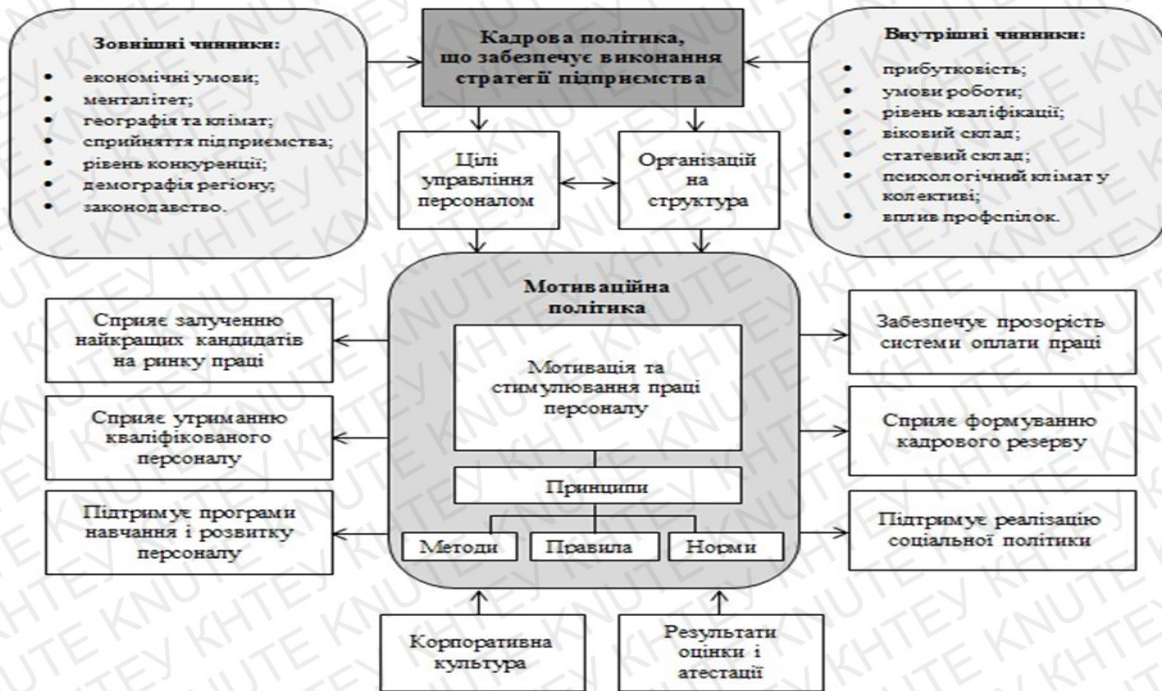 Зовнішні чинники:
• економічні умови;
• менталітет;
• географія та клімат;
• сприйняття підприємства;
• рівень конкуренції;
• демографія регіону;
• законодавство.
Кадрова політика,
що забезпечує виконання
стратегії підприємства
Внутрішні чинники:
• прибутковість;
• умови роботи;
• рівень кваліфікації;
• віковий склад;
• статевий склад;
• психологічний клімат у
колективі;
• вплив профспілок.
Цілі
управління
персоналом
Організацій
на
структура
Мотиваційна
політика
Мотивація та
стимулювання праці
персоналу
Принципи
Методи
Правила
Норми
Сприяє залученню
найкращих кандидатів
на ринку праці
Сприяє утриманню
кваліфікованого
персоналу
Підтримує програми
навчання і розвитку
персоналу
Забезпечує прозорість
системи оплати праці
Сприяє формуванню
кадрового резерву
Підтримує реалізацію
соціальної політики
Корпоративна
культура
Результати
оцінки і
атестації
KNUTE КНТЕУ